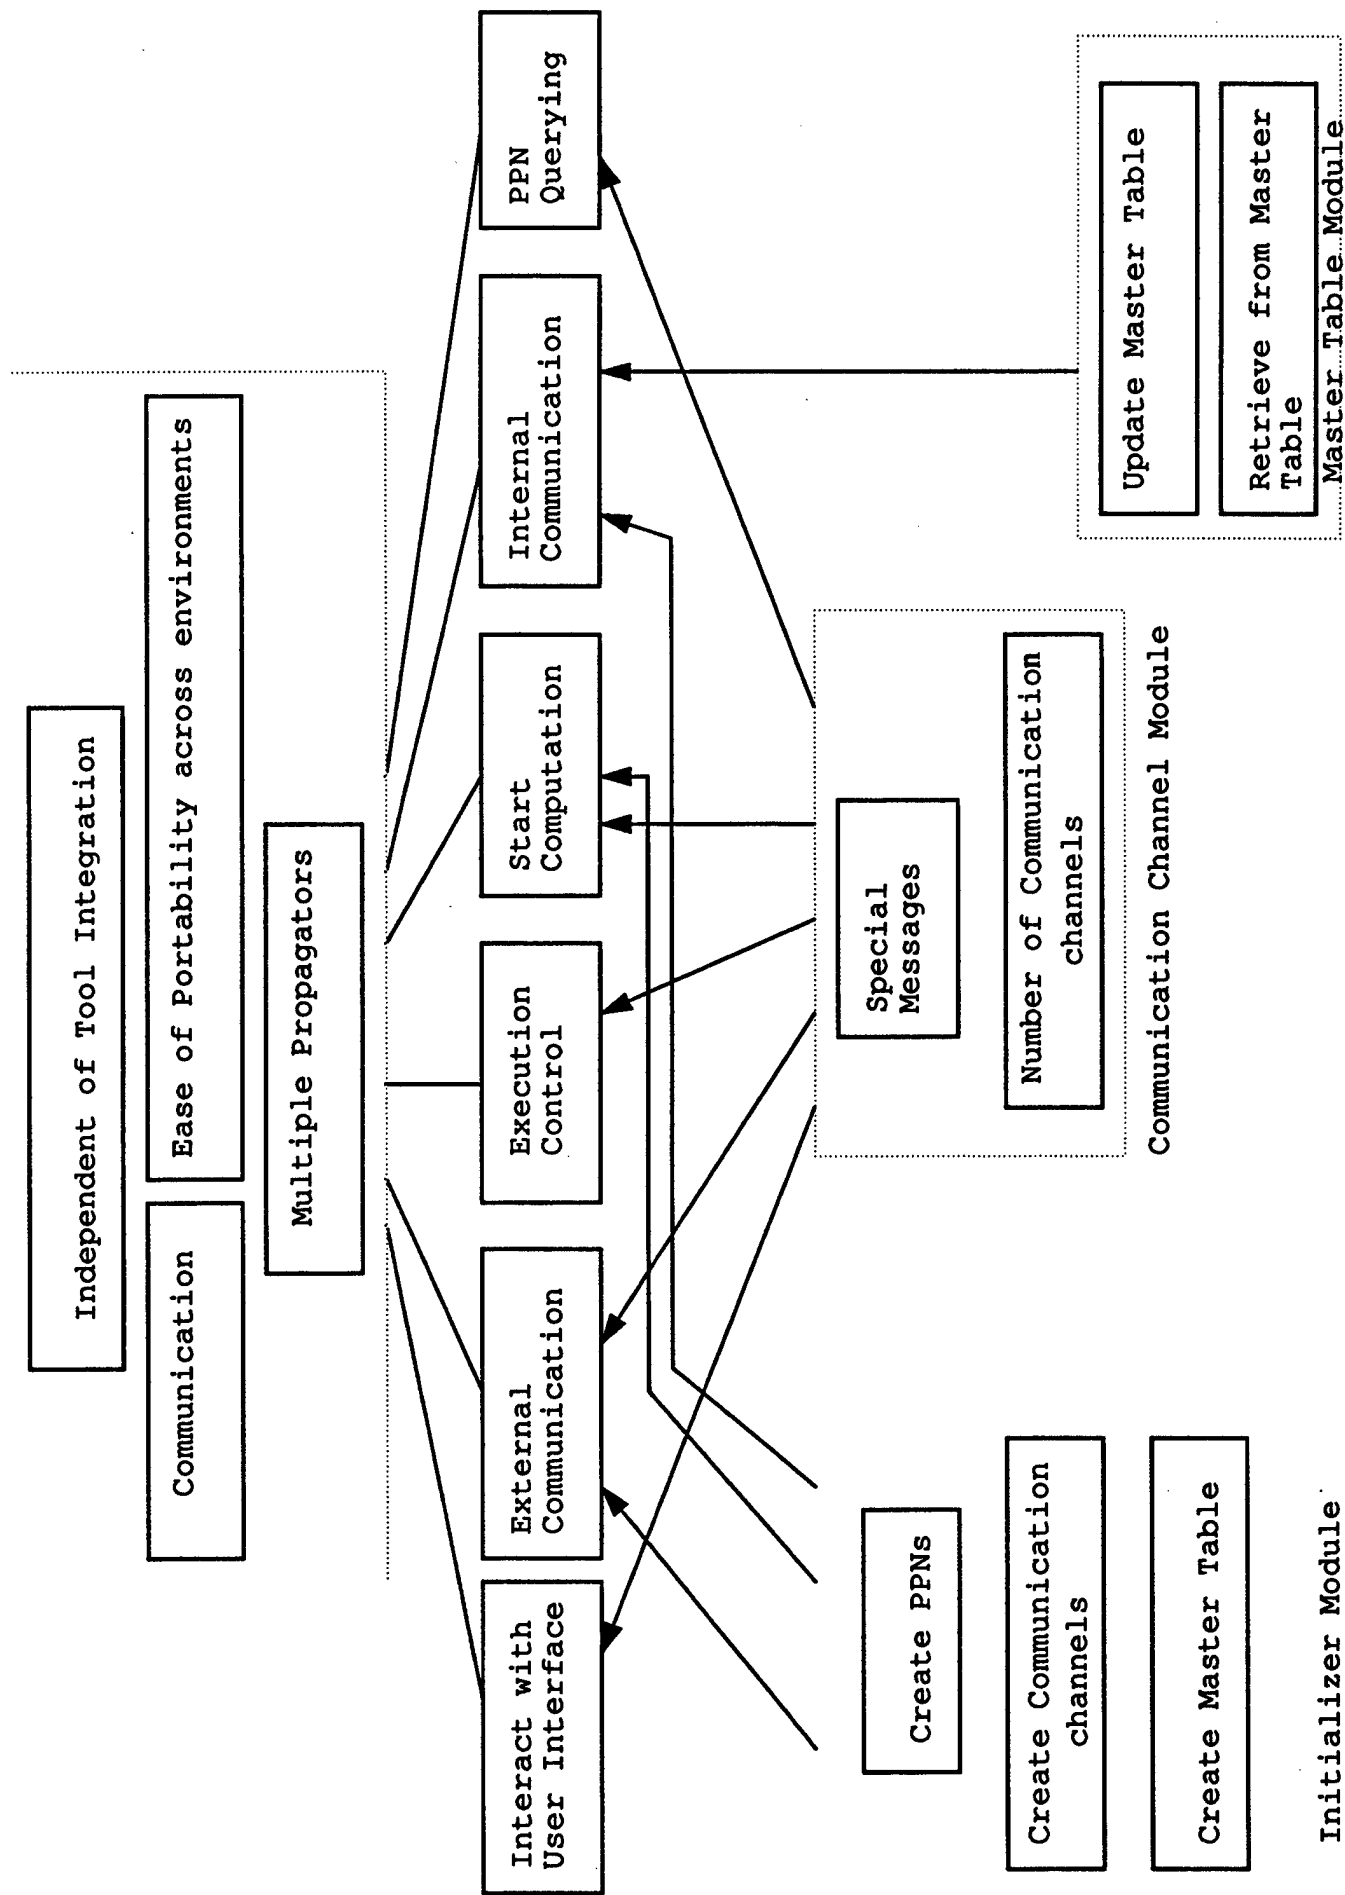 Independent of Tool Integration
Communication
Ease of Portability across environments
Multiple Propagators
Interact with
User Interface
External
Communication
Execution
Control
Start
Computation
Internal
Communication
PPN
Querying
Create PPNs
Create Communication
channels
Create Master Table
Initializer Module
Special
Messages
Number of Communication
channels
Communication Channel Module
Update Master Table
Retrieve from Master
Table
Master Table Module